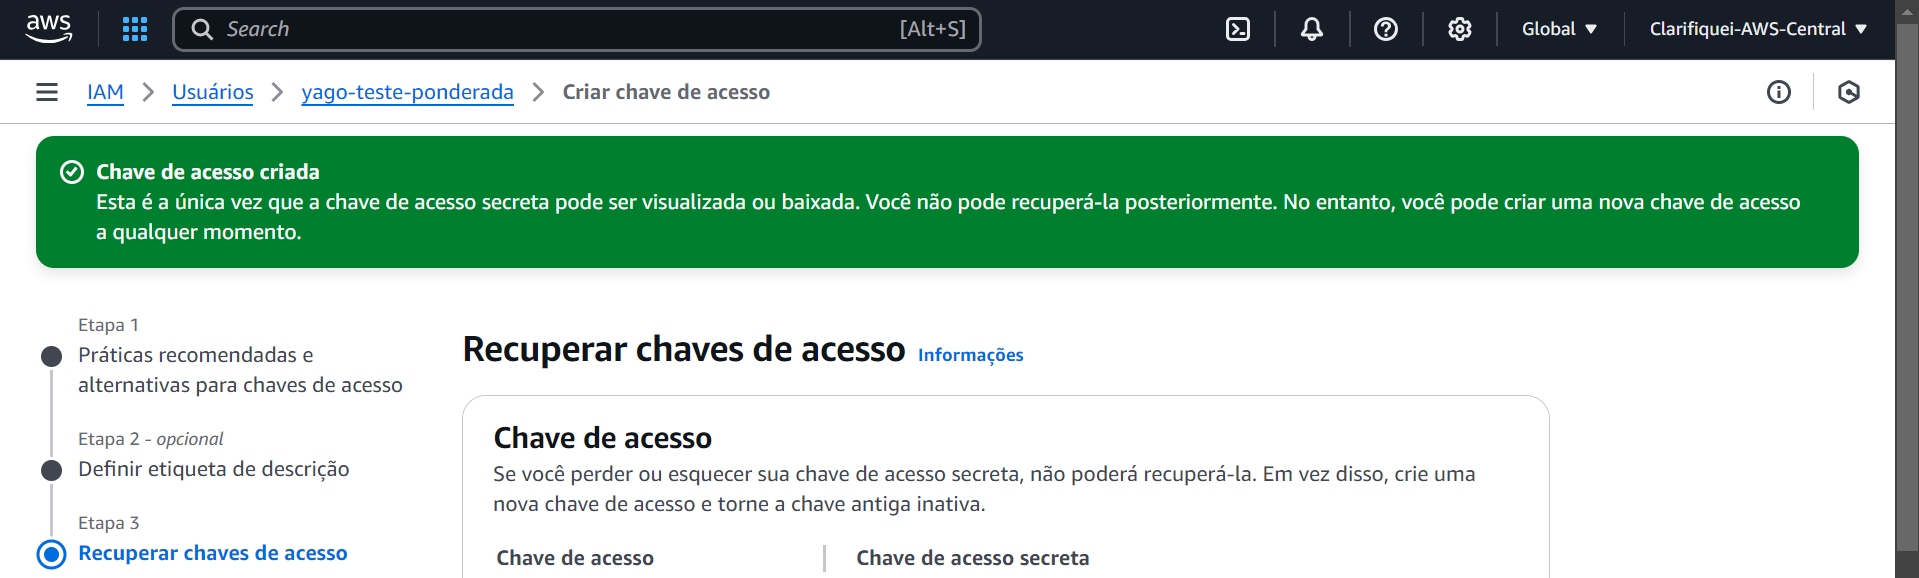 aws
Search
[Alt+S]
Global
Clarifiquei-AWS-Central
IAM
Usuários
yago-teste-ponderada
Criar chave de acesso
Chave de acesso criada
Esta é a única vez que a chave de acesso secreta pode ser visualizada ou baixada. Você não pode recuperá-la posteriormente. No entanto, você pode criar uma nova chave de acesso
a qualquer momento.
Etapa 1
Práticas recomendadas e
alternativas para chaves de acesso
Etapa 2 - opcional
Definir etiqueta de descrição
Etapa 3
Recuperar chaves de acesso
Recuperar chaves de acesso Informações
Chave de acesso
Se você perder ou esquecer sua chave de acesso secreta, não poderá recuperá-la. Em vez disso, crie uma
nova chave de acesso e torne a chave antiga inativa.
Chave de acesso
Chave de acesso secreta